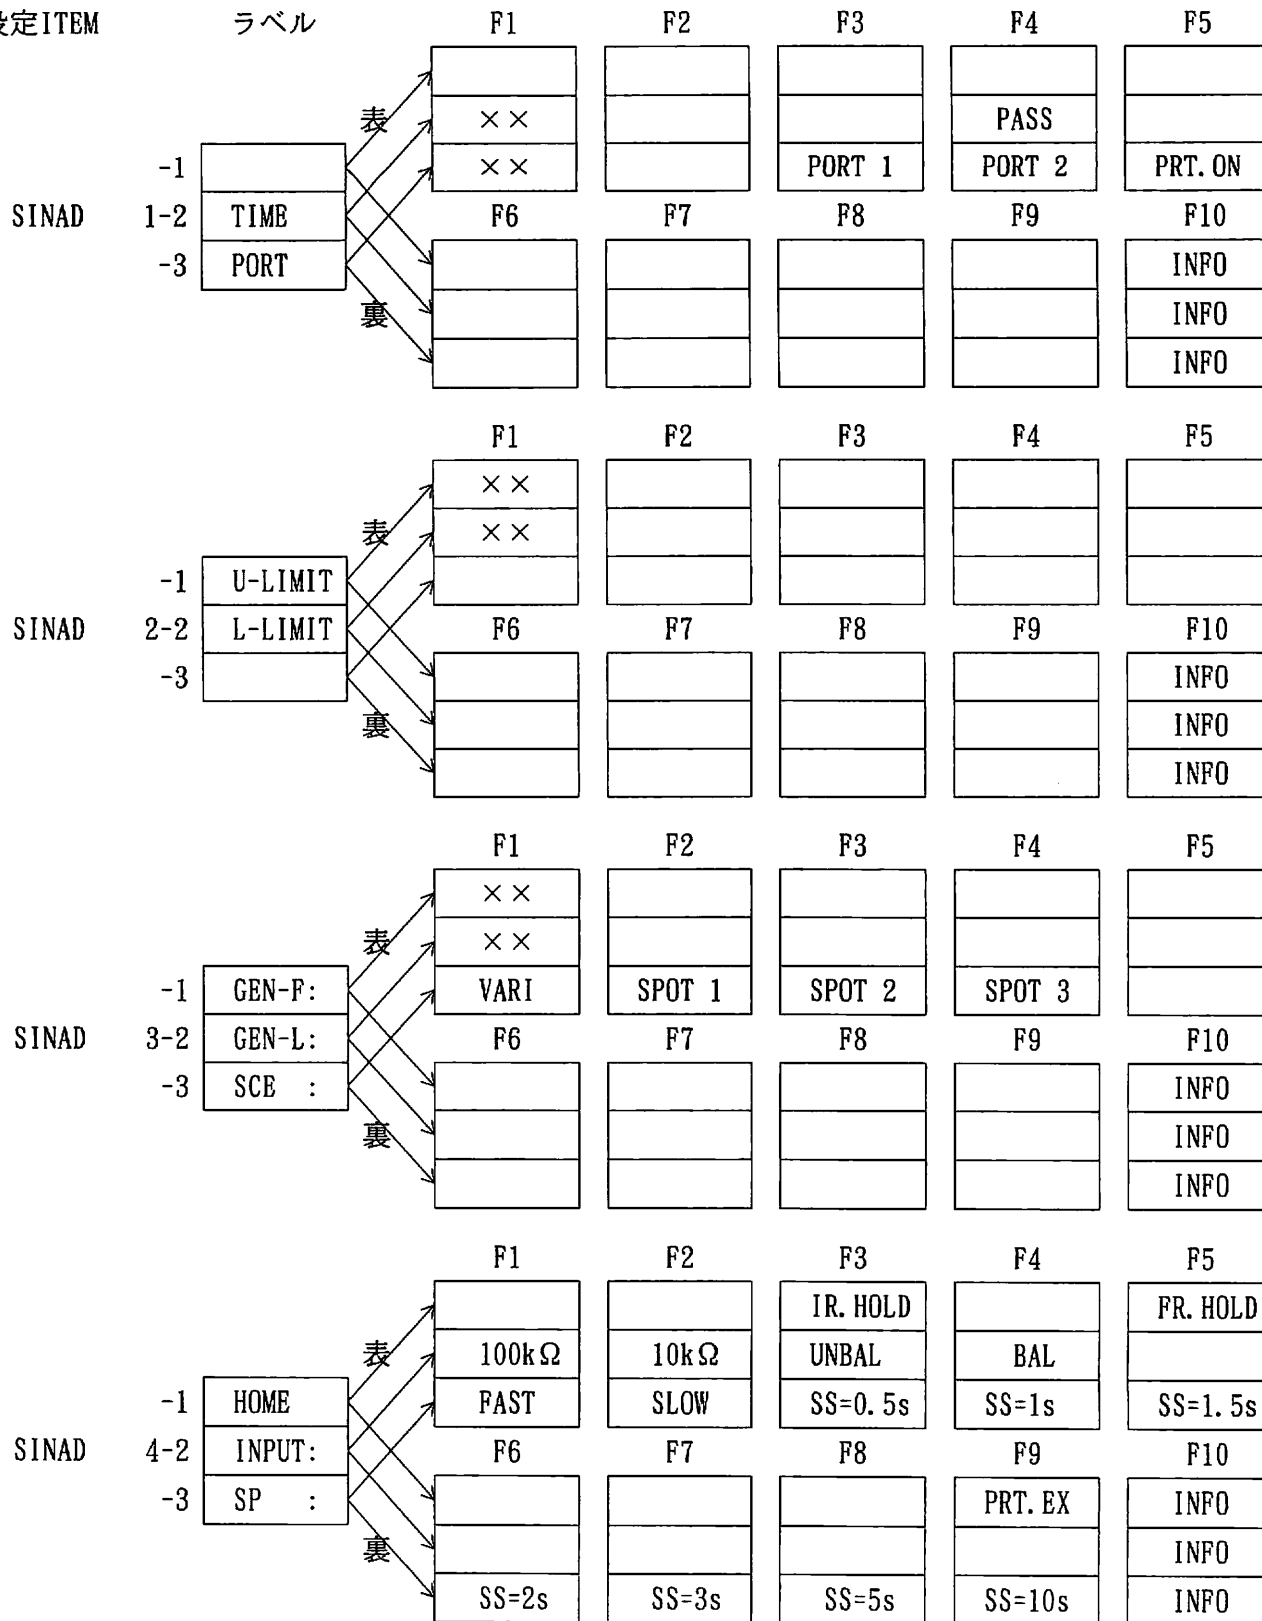 定ITEM ラベル F1 F2 F3 F4 F5
表 ×× PASS
-1 ×× PORT 1 PORT 2 PRT.ON
SINAD 1-2 TIME F6 F7 F8 F9 F10
-3 PORT INFO
裏 INFO
INFO
F1 F2 F3 F4 F5
××
表 ××
-1 U-LIMIT
SINAD 2-2 L-LIMIT F6 F7 F8 F9 F10
-3 INFO
裏 INFO
INFO
F1 F2 F3 F4 F5
××
表 ××
-1 GEN-F: VARI SPOT 1 SPOT 2 SPOT 3
SINAD 3-2 GEN-L: F6 F7 F8 F9 F10
-3 SCE : INFO
裏 INFO
INFO
F1 F2 F3 F4 F5
IR.HOLD FR.HOLD
表 100kΩ 10kΩ UNBAL BAL
-1 HOME FAST SLOW SS=0.5s SS=1s SS=1.5s
SINAD 4-2 INPUT: F6 F7 F8 F9 F10
-3 SP : PRT.EX INFO
裏 INFO
SS=2s SS=3s SS=5s SS=10s INFO